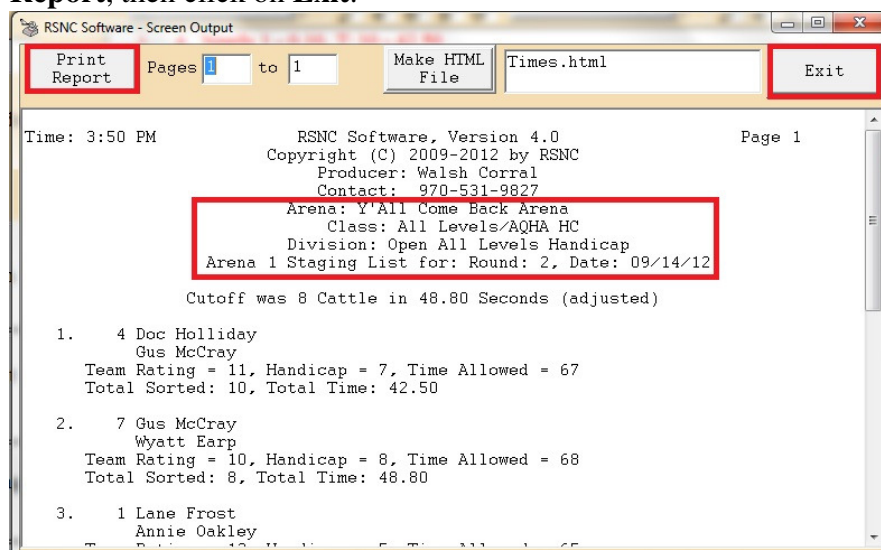 Report, then click on Exit.
RSNC Software - Screen Output
Print Report
Pages 1 to 1
Make HTML File
Times.html
Exit
Time: 3:50 PM RSNC Software, Version 4.0 Page 1
Copyright (C) 2009-2012 by RSNC
Producer: Walsh Corral
Contact: 970-531-9827
Arena: Y'All Come Back Arena
Class: All Levels/AQHA HC
Division: Open All Levels Handicap
Arena 1 Staging List for: Round: 2, Date: 09/14/12
Cutoff was 8 Cattle in 48.80 Seconds (adjusted)
1. 4 Doc Holliday
Gus McCray
Team Rating = 11, Handicap = 7, Time Allowed = 67
Total Sorted: 10, Total Time: 42.50
2. 7 Gus McCray
Wyatt Earp
Team Rating = 10, Handicap = 8, Time Allowed = 68
Total Sorted: 8, Total Time: 48.80
3. 1 Lane Frost
Annie Oakley